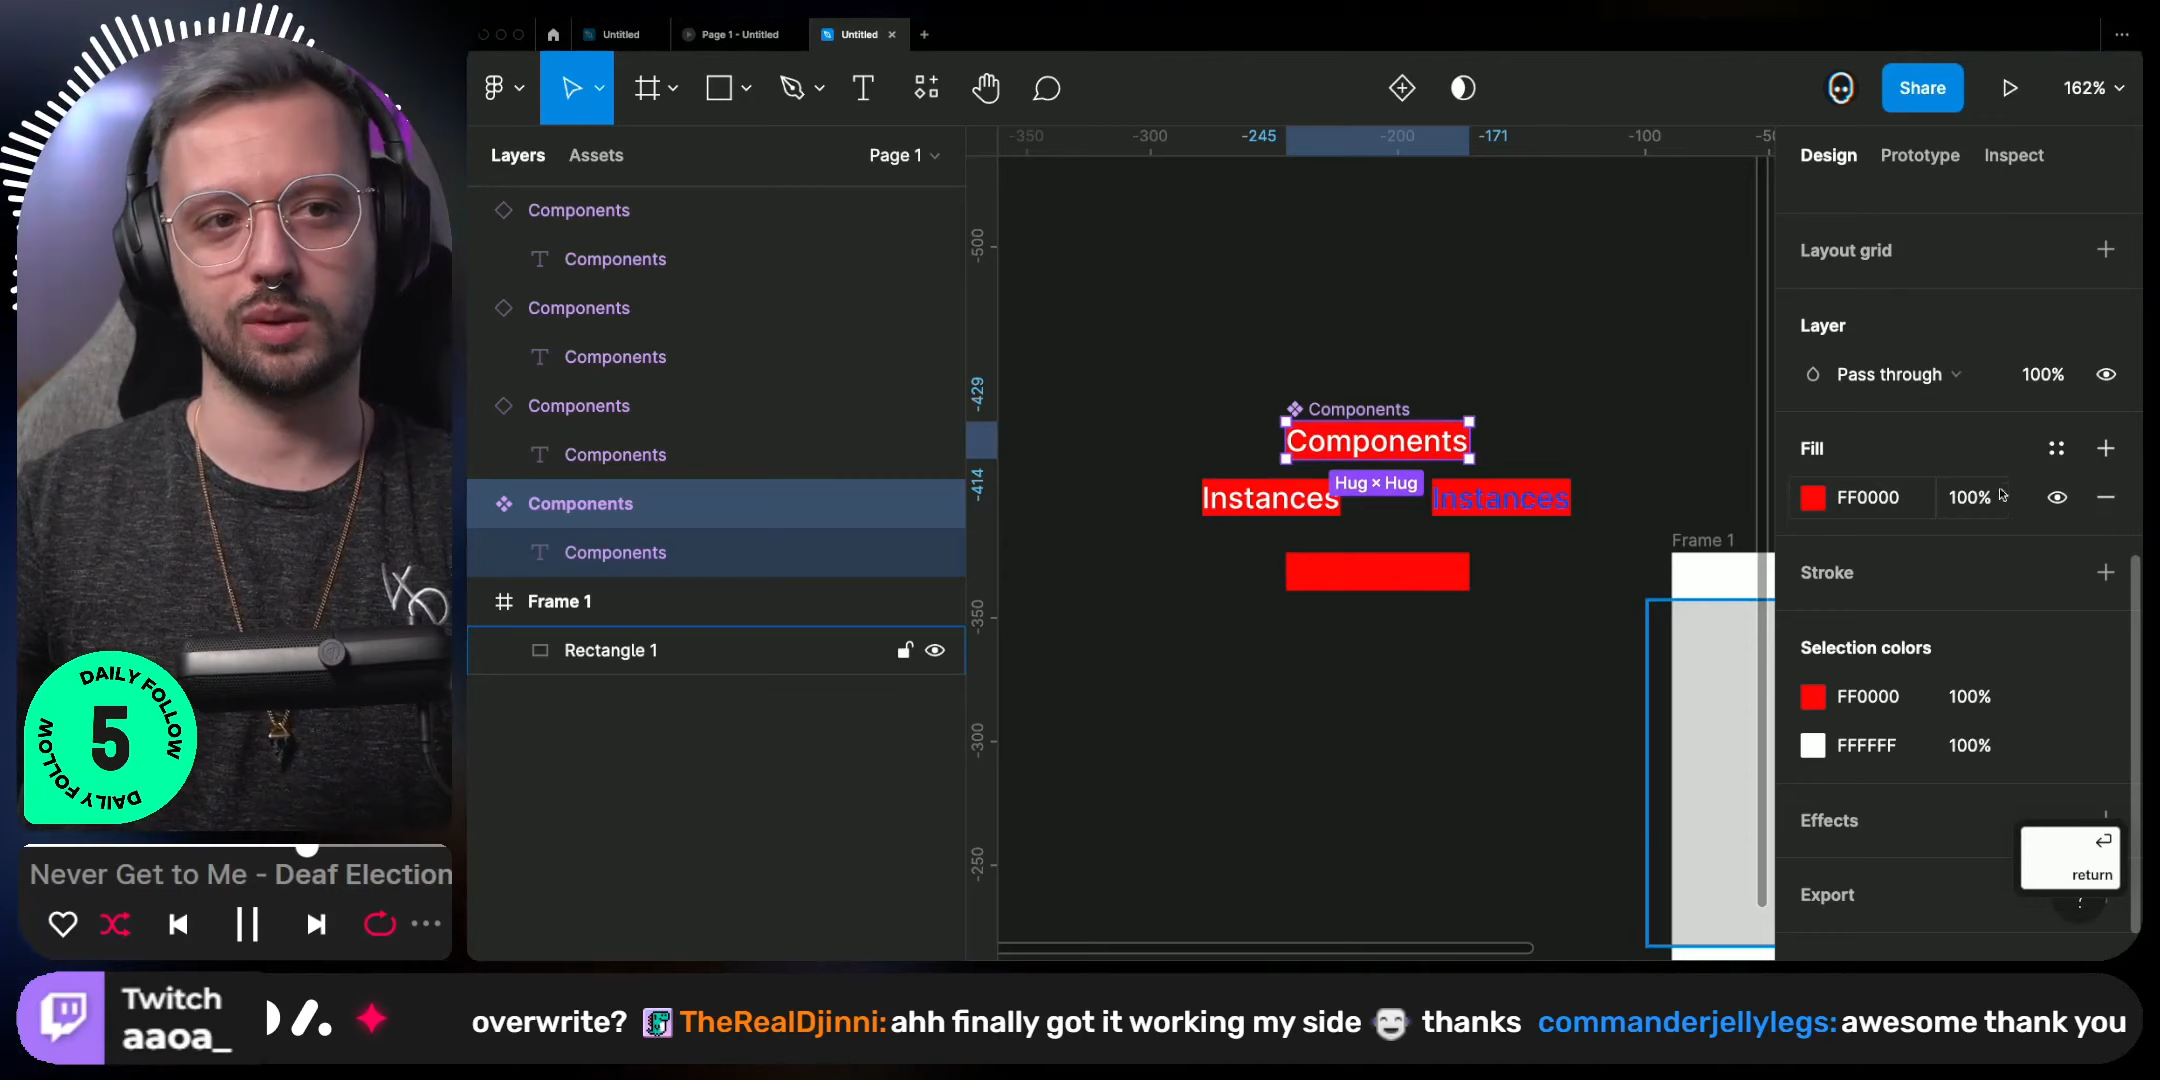 Untitled
Page 1 - Untitled
Untitled
Share
162%
Layers
Assets
Page 1
-350
-300
-245
-200
-171
-100
Design
Prototype
Inspect
Components
Components
Components
Components
Components
Components
Components
Components
Frame 1
Rectangle 1
-500
-429
-414
-350
-300
-250
Components
Components
Hug × Hug
Instances
Instances
Frame 1
Layout grid
Layer
Pass through
100%
Fill
FF0000
100%
Stroke
Selection colors
FF0000
100%
FFFFFF
100%
Effects
Export
return
DAILY FOLLOW
5
DAILY FOLLOW
Never Get to Me - Deaf Election
Twitch
aaoa_
overwrite? TheRealDjinni: ahh finally got it working my side thanks commanderjellylegs: awesome thank you